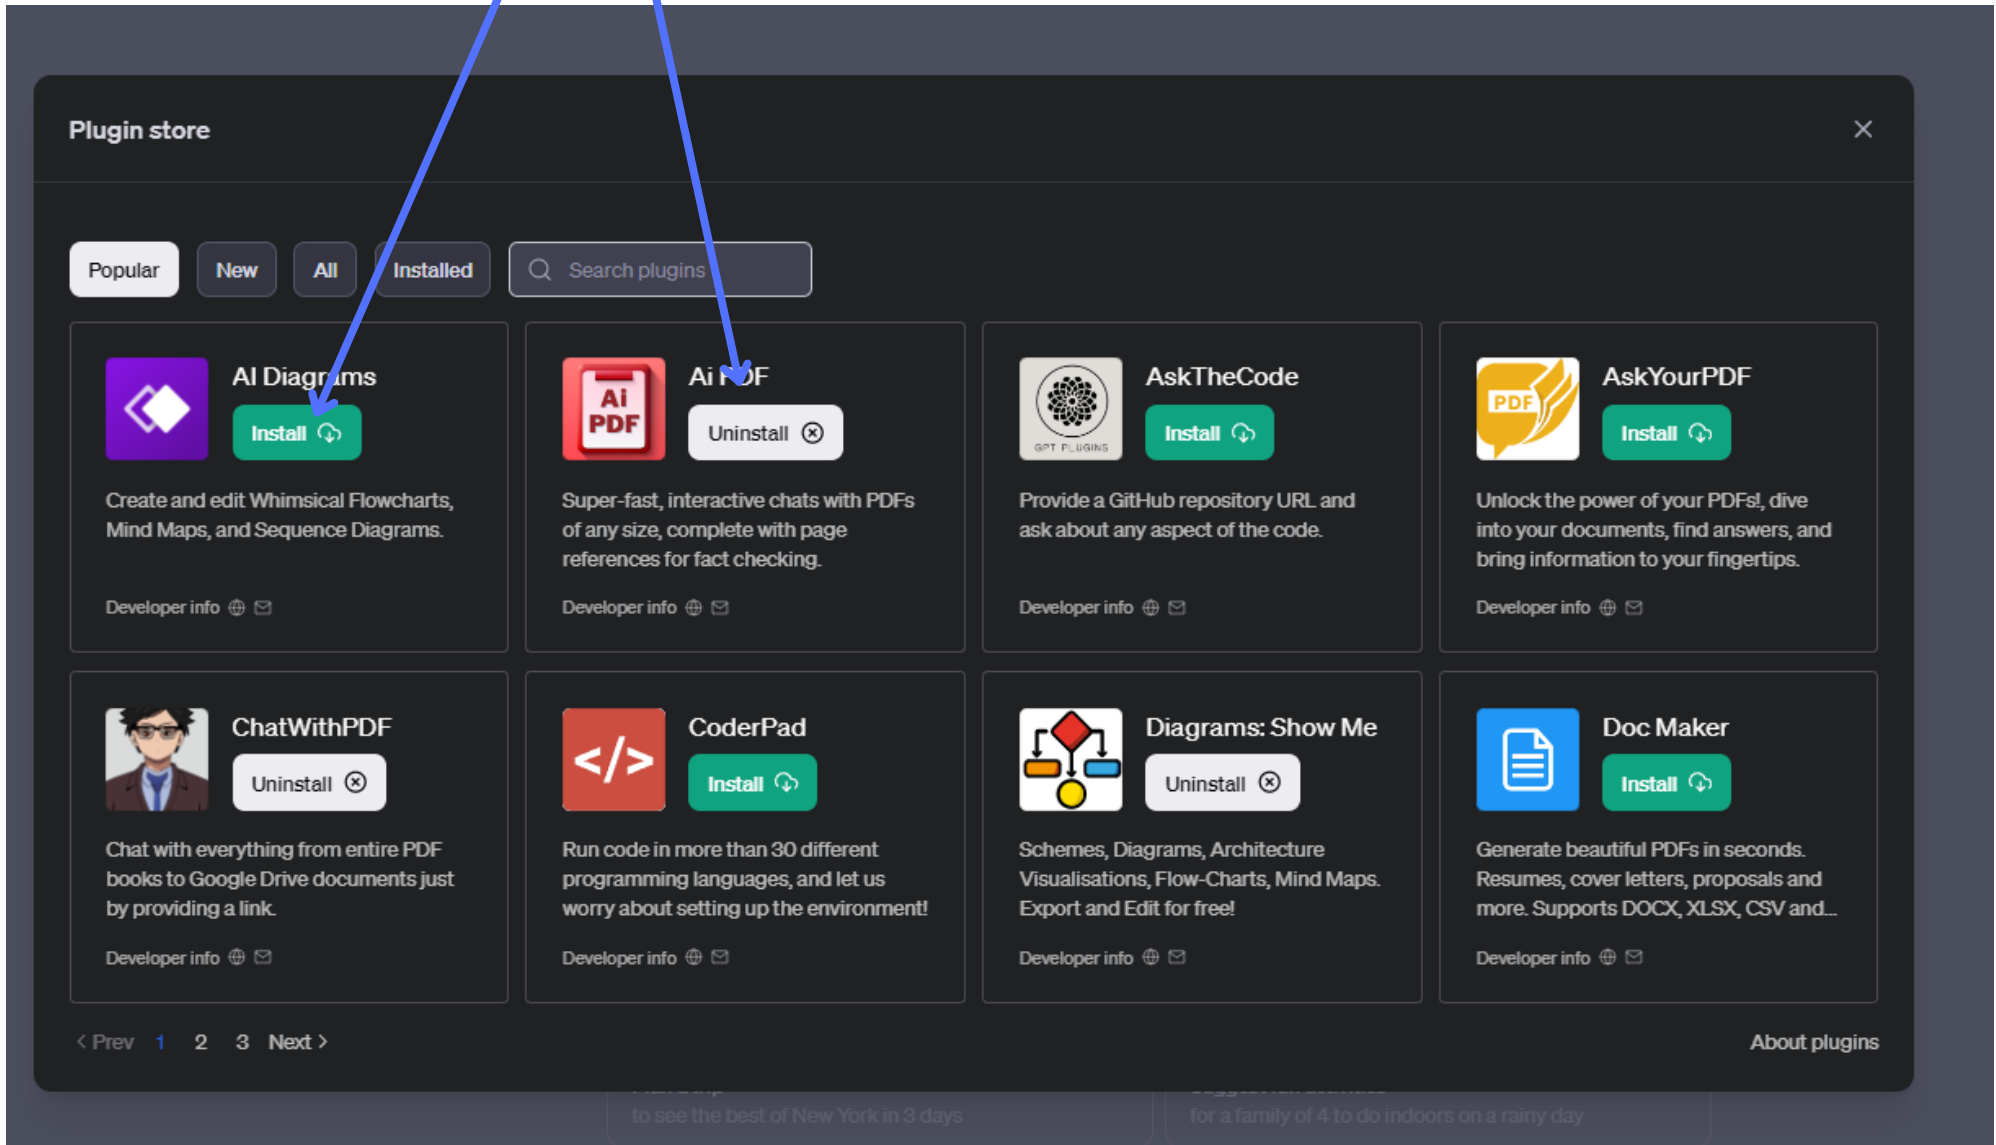 Plugin store
Popular
New
All
Installed
Search plugins
AI Diagrams
Install
Create and edit Whimsical Flowcharts,
Mind Maps, and Sequence Diagrams.
Developer info
Ai PDF
Ai PDF
Uninstall
Super-fast, interactive chats with PDFs
of any size, complete with page
references for fact checking.
Developer info
GPT PLUGINS
AskTheCode
Install
Provide a GitHub repository URL and
ask about any aspect of the code.
Developer info
PDF
AskYourPDF
Install
Unlock the power of your PDFs!, dive
into your documents, find answers, and
bring information to your fingertips.
Developer info
ChatWithPDF
Uninstall
Chat with everything from entire PDF
books to Google Drive documents just
by providing a link.
Developer info
</>
CoderPad
Install
Run code in more than 30 different
programming languages, and let us
worry about setting up the environment!
Developer info
Diagrams: Show Me
Uninstall
Schemes, Diagrams, Architecture
Visualisations, Flow-Charts, Mind Maps.
Export and Edit for free!
Developer info
Doc Maker
Install
Generate beautiful PDFs in seconds.
Resumes, cover letters, proposals and
more. Supports DOCX, XLSX, CSV and...
Developer info
Prev 1 2 3 Next
About plugins
to see the best of New York in 3 days
for a family of 4 to do indoors on a rainy day